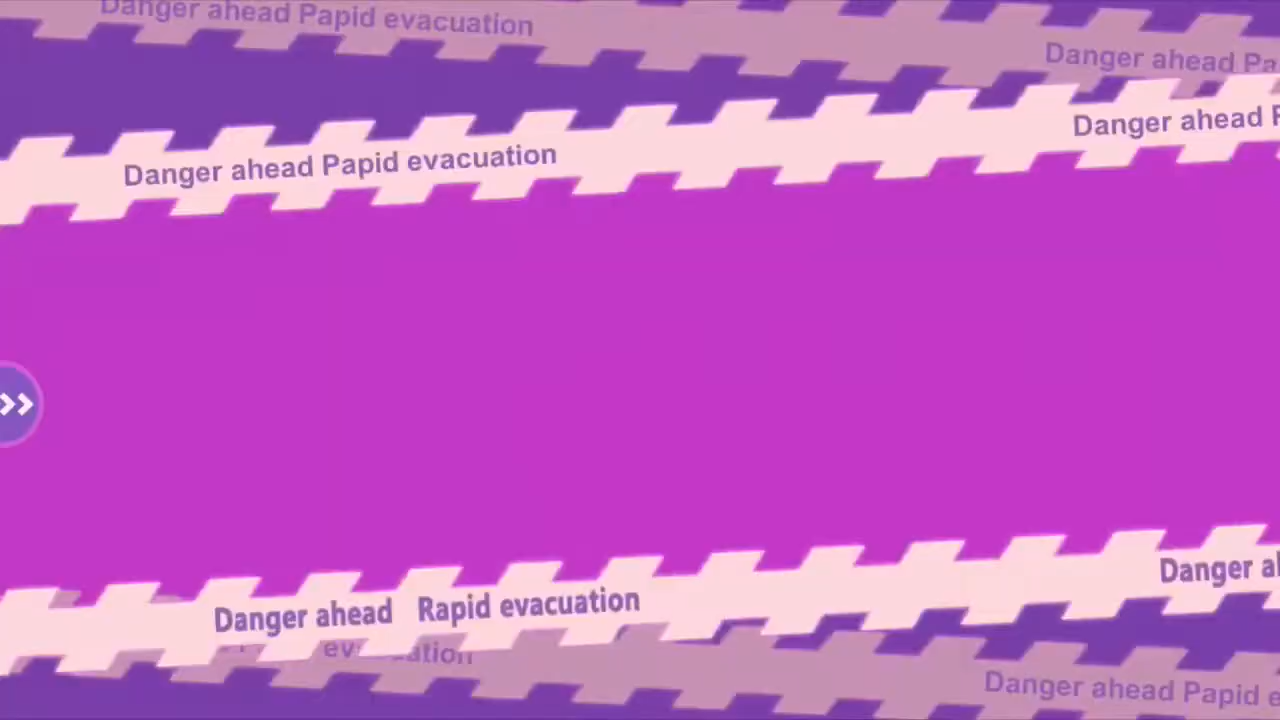 Danger ahead Papid evacuation
Danger ahead Pa
Danger ahead Papid evacuation
Danger ahead
Danger ahead Rapid evacuation
Danger
evacuation
Danger ahead Papid